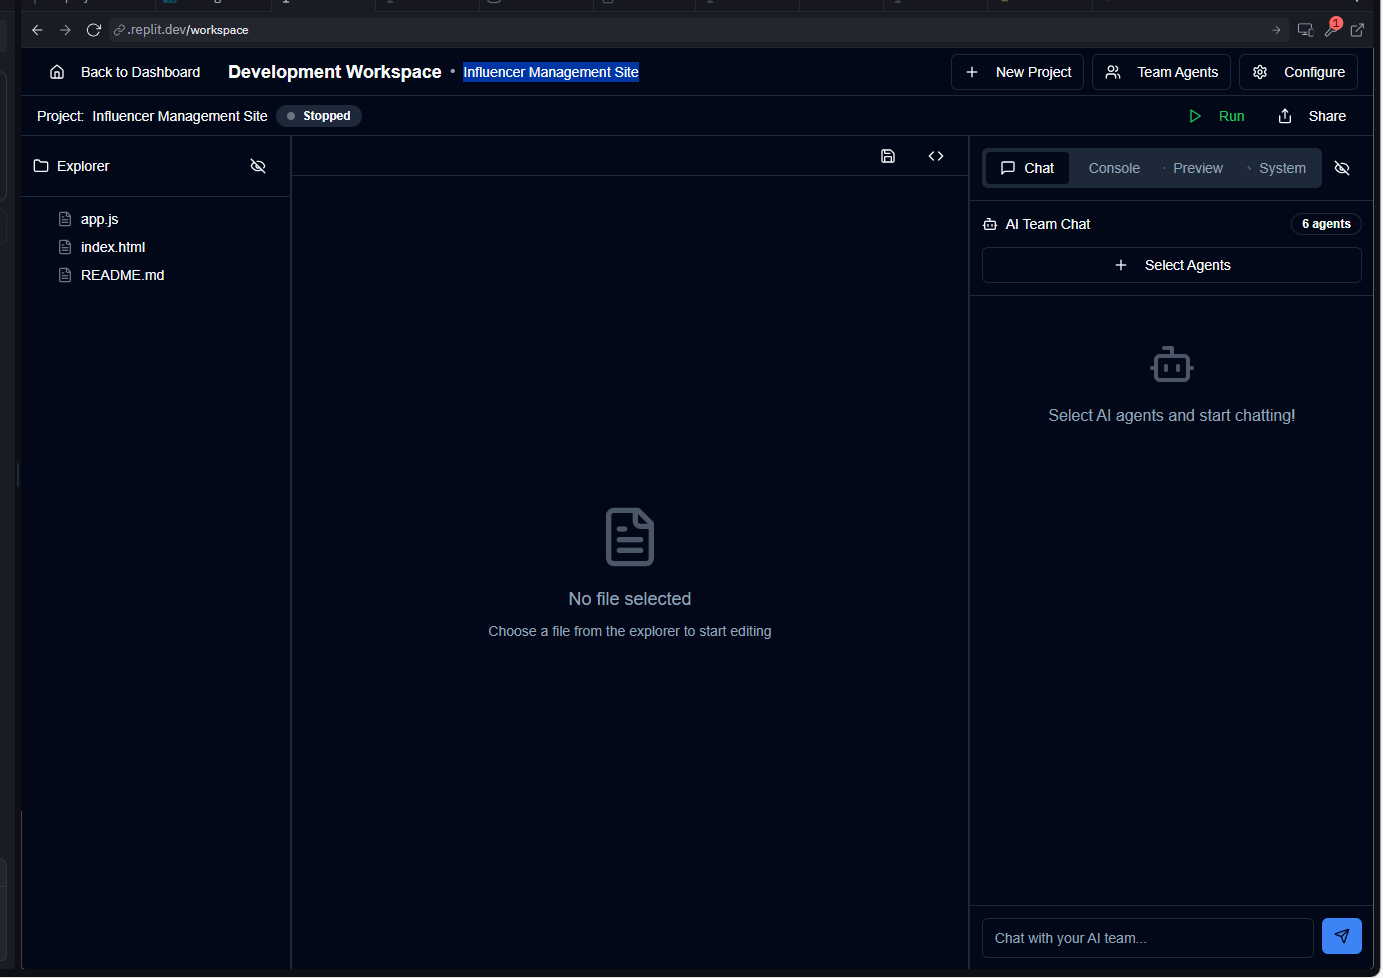 .replit.dev/workspace
1
Back to Dashboard
Development Workspace • Influencer Management Site
New Project
Team Agents
Configure
Project: Influencer Management Site
Stopped
Run
Share
Explorer
app.js
index.html
README.md
No file selected
Choose a file from the explorer to start editing
Chat
Console
Preview
System
AI Team Chat
6 agents
Select Agents
Select AI agents and start chatting!
Chat with your AI team...